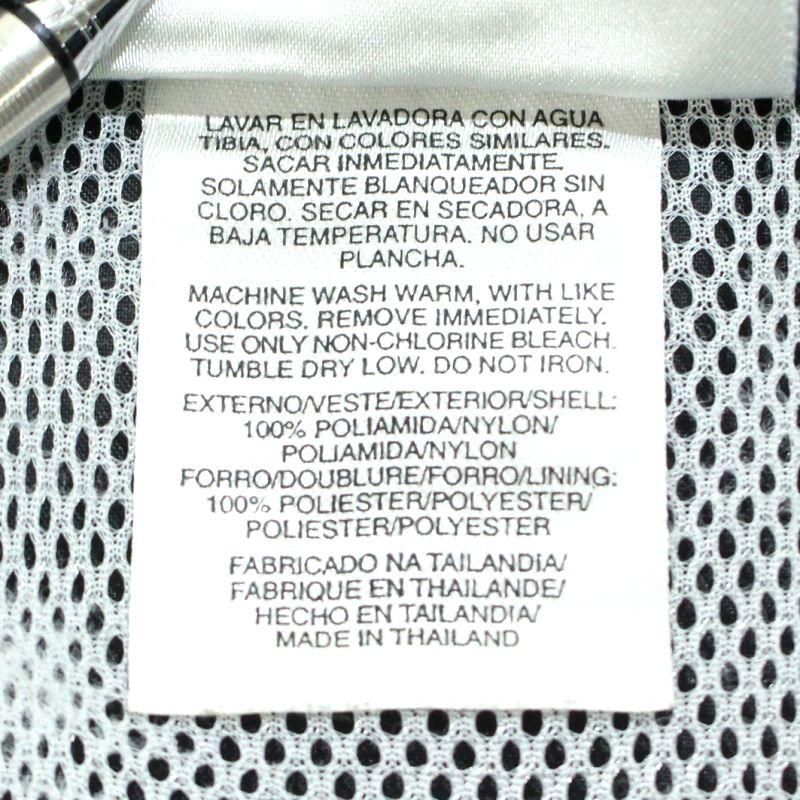 LAVAR EN LAVADORA CON AGUA
TIBIA, CON COLORES SIMILARES.
SACAR INMEDIATAMENTE.
SOLAMENTE BLANQUEADOR SIN
CLORO. SECAR EN SECADORA, A
BAJA TEMPERATURA. NO USAR
PLANCHA.
MACHINE WASH WARM, WITH LIKE
COLORS. REMOVE IMMEDIATELY.
USE ONLY NON-CHLORINE BLEACH.
TUMBLE DRY LOW. DO NOT IRON.
EXTERNO/VESTE/EXTERIOR/SHELL:
100% POLIAMIDA/NYLON/
POLIAMIDA/NYLON
FORRO/DOUBLURE/FORRO/LINING:
100% POLIESTER/POLYESTER/
POLIESTER/POLYESTER
FABRICADO NA TAILANDIA/
FABRIQUE EN THAILANDE/
HECHO EN TAILANDIA/
MADE IN THAILAND